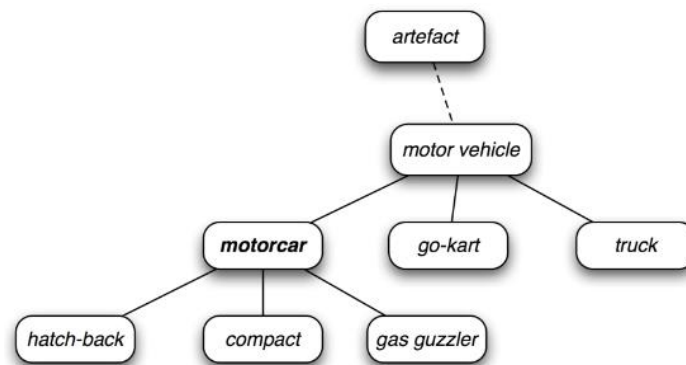 artefact
motor vehicle
motorcar
go-kart
truck
hatch-back
compact
gas guzzler